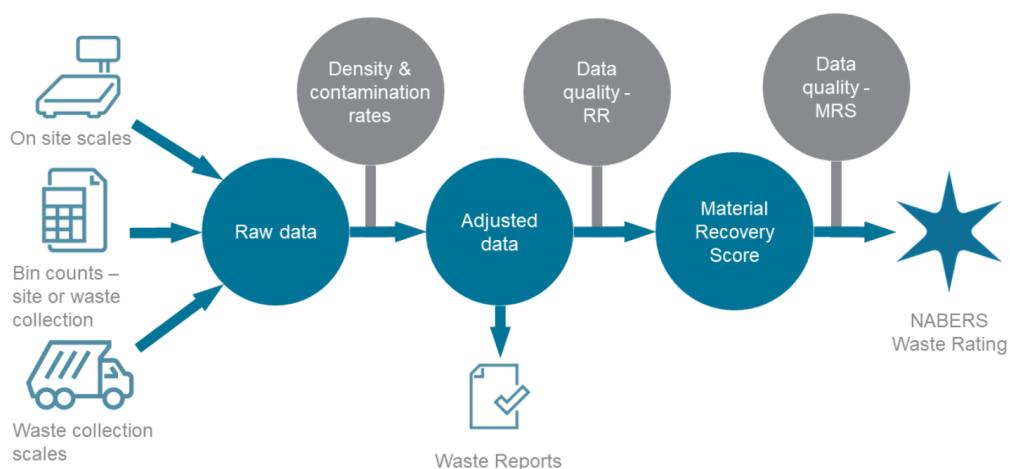 On site scales
Bin counts –
site or waste
collection
Waste collection
scales
Raw data
Density &
contamination
rates
Adjusted
data
Waste Reports
Data
quality -
RR
Material
Recovery
Score
Data
quality -
MRS
NABERS
Waste Rating